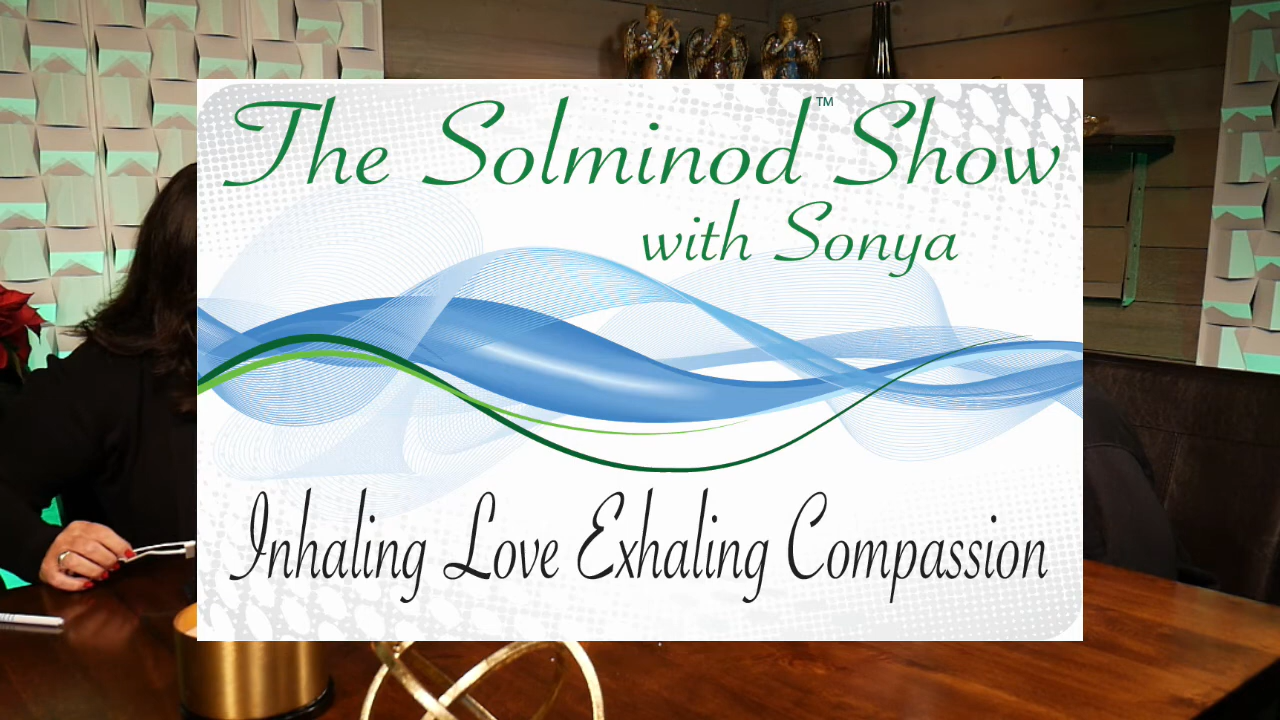 The Solminod™ Show
with Sonya
Inhaling Love Exhaling Compassion